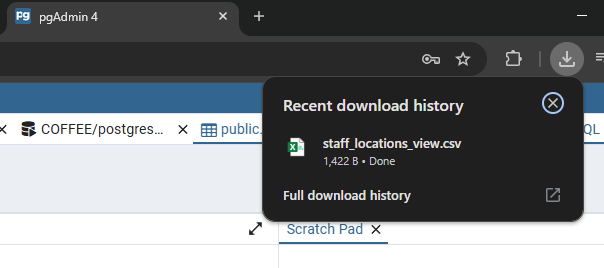 pgAdmin 4
Recent download history
COFFEE/postgres...
public.
QL
staff_locations_view.csv
1,422 B • Done
Full download history
Scratch Pad